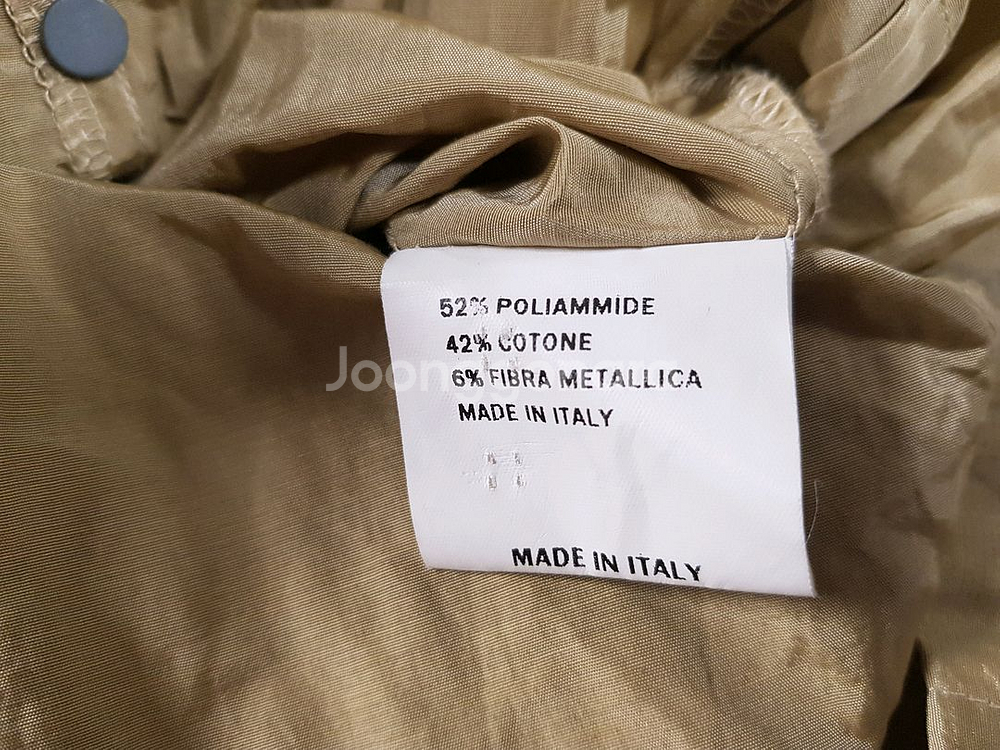 52% POLIAMMIDE
42% COTONE
6% FIBRA METALLICA
MADE IN ITALY
MADE IN ITALY